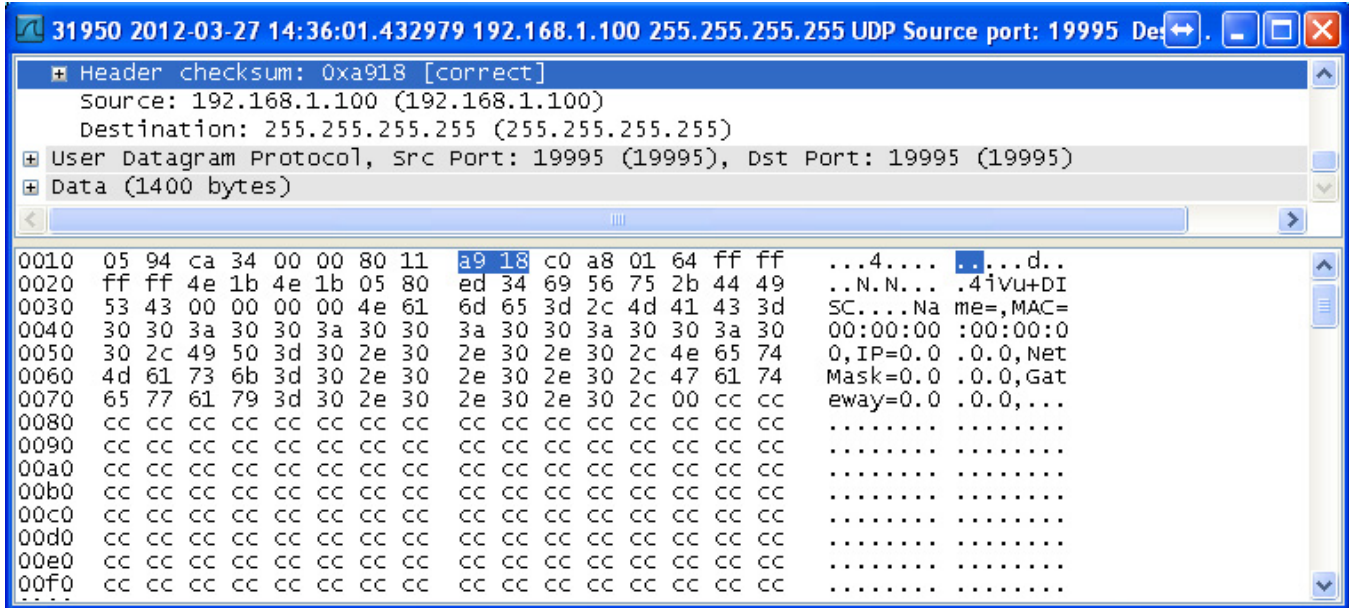 31950 2012-03-27 14:36:01.432979 192.168.1.100 255.255.255.255 UDP Source port: 19995 Des .
Header checksum: 0xa918 [correct]
Source: 192.168.1.100 (192.168.1.100)
Destination: 255.255.255.255 (255.255.255.255)
User Datagram Protocol, Src Port: 19995 (19995), Dst Port: 19995 (19995)
Data (1400 bytes)
0010 05 94 ca 34 00 00 80 11 a9 18 c0 a8 01 64 ff ff ...4.... .....d..
0020 ff ff 4e 1b 4e 1b 05 80 ed 34 69 56 75 2b 44 49 ..N.N... .4iVu+DI
0030 53 43 00 00 00 00 4e 61 6d 65 3d 2c 4d 41 43 3d SC....Na me=,MAC=
0040 30 30 3a 30 30 3a 30 30 3a 30 30 3a 30 30 3a 30 00:00:00 :00:00:0
0050 30 2c 49 50 3d 30 2e 30 2e 30 2e 30 2c 4e 65 74 0,IP=0.0 .0.0,Net
0060 4d 61 73 6b 3d 30 2e 30 2e 30 2e 30 2c 47 61 74 Mask=0.0 .0.0,Gat
0070 65 77 61 79 3d 30 2e 30 2e 30 2e 30 2c 00 cc cc eway=0.0 .0.0,...
0080 cc cc cc cc cc cc cc cc cc cc cc cc cc cc cc cc ........ ........
0090 cc cc cc cc cc cc cc cc cc cc cc cc cc cc cc cc ........ ........
00a0 cc cc cc cc cc cc cc cc cc cc cc cc cc cc cc cc ........ ........
00b0 cc cc cc cc cc cc cc cc cc cc cc cc cc cc cc cc ........ ........
00c0 cc cc cc cc cc cc cc cc cc cc cc cc cc cc cc cc ........ ........
00d0 cc cc cc cc cc cc cc cc cc cc cc cc cc cc cc cc ........ ........
00e0 cc cc cc cc cc cc cc cc cc cc cc cc cc cc cc cc ........ ........
00f0 cc cc cc cc cc cc cc cc cc cc cc cc cc cc cc cc ........ ........